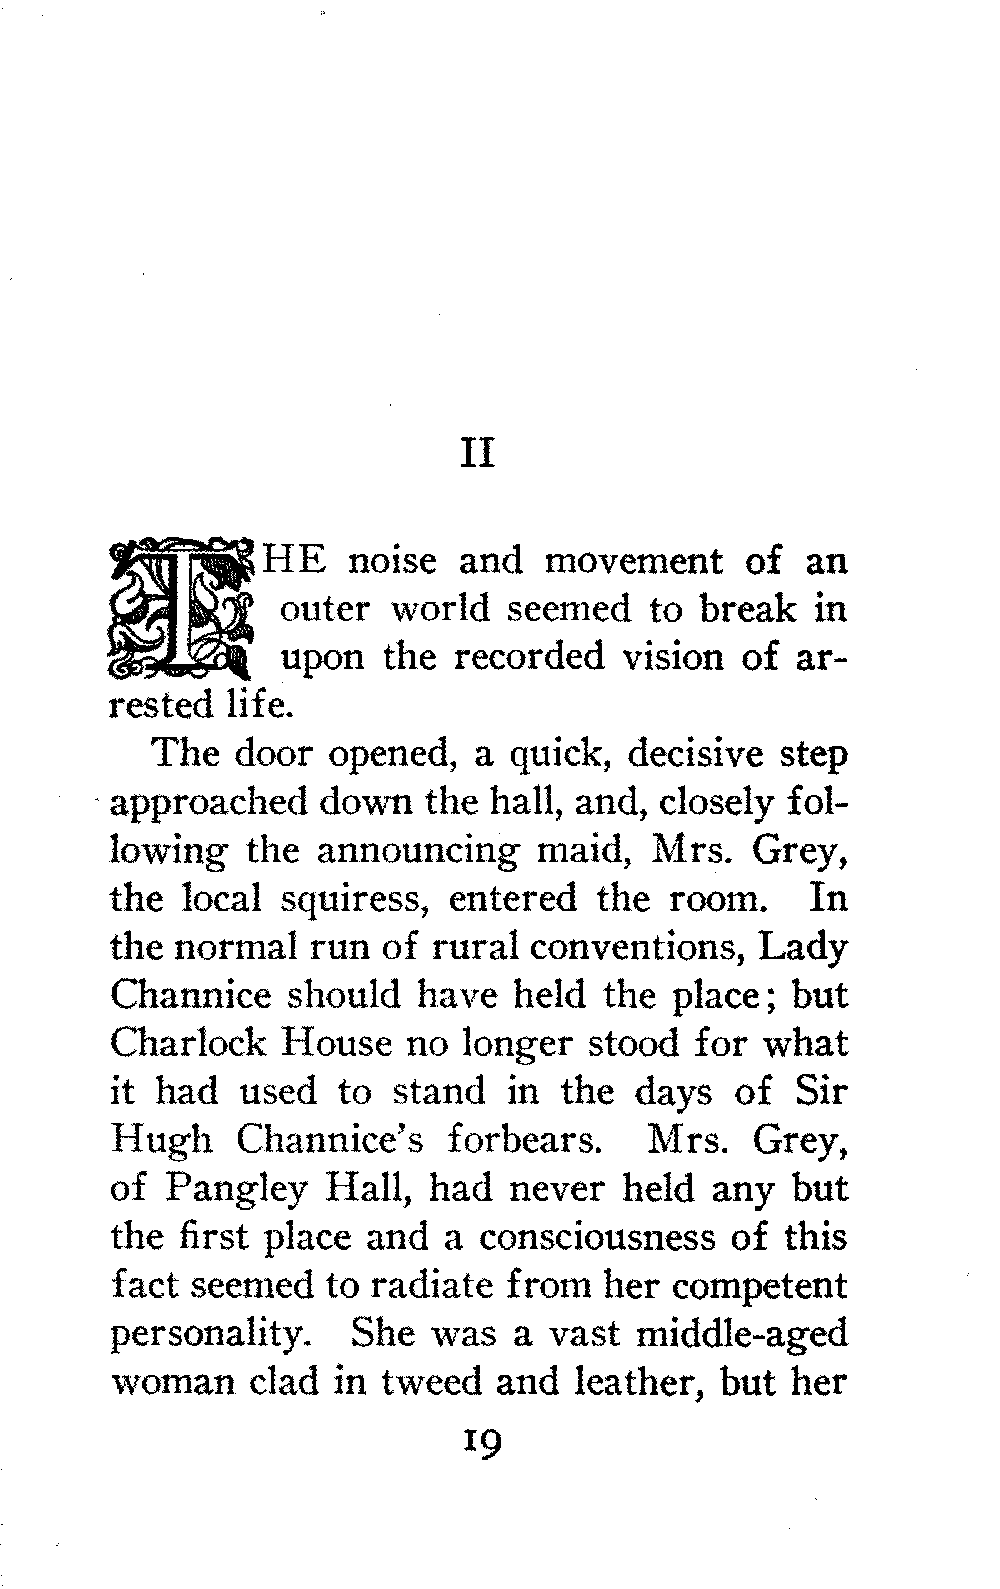 II
THE noise and movement of an
outer world seemed to break in
upon the recorded vision of ar-
rested life.
The door opened, a quick, decisive step
approached down the hall, and, closely fol-
lowing the announcing maid, Mrs. Grey,
the local squiress, entered the room. In
the normal run of rural conventions, Lady
Channice should have held the place; but
Charlock House no longer stood for what
it had used to stand in the days of Sir
Hugh Channice's forbears. Mrs. Grey,
of Pangley Hall, had never held any but
the first place and a consciousness of this
fact seemed to radiate from her competent
personality. She was a vast middle-aged
woman clad in tweed and leather, but her
19